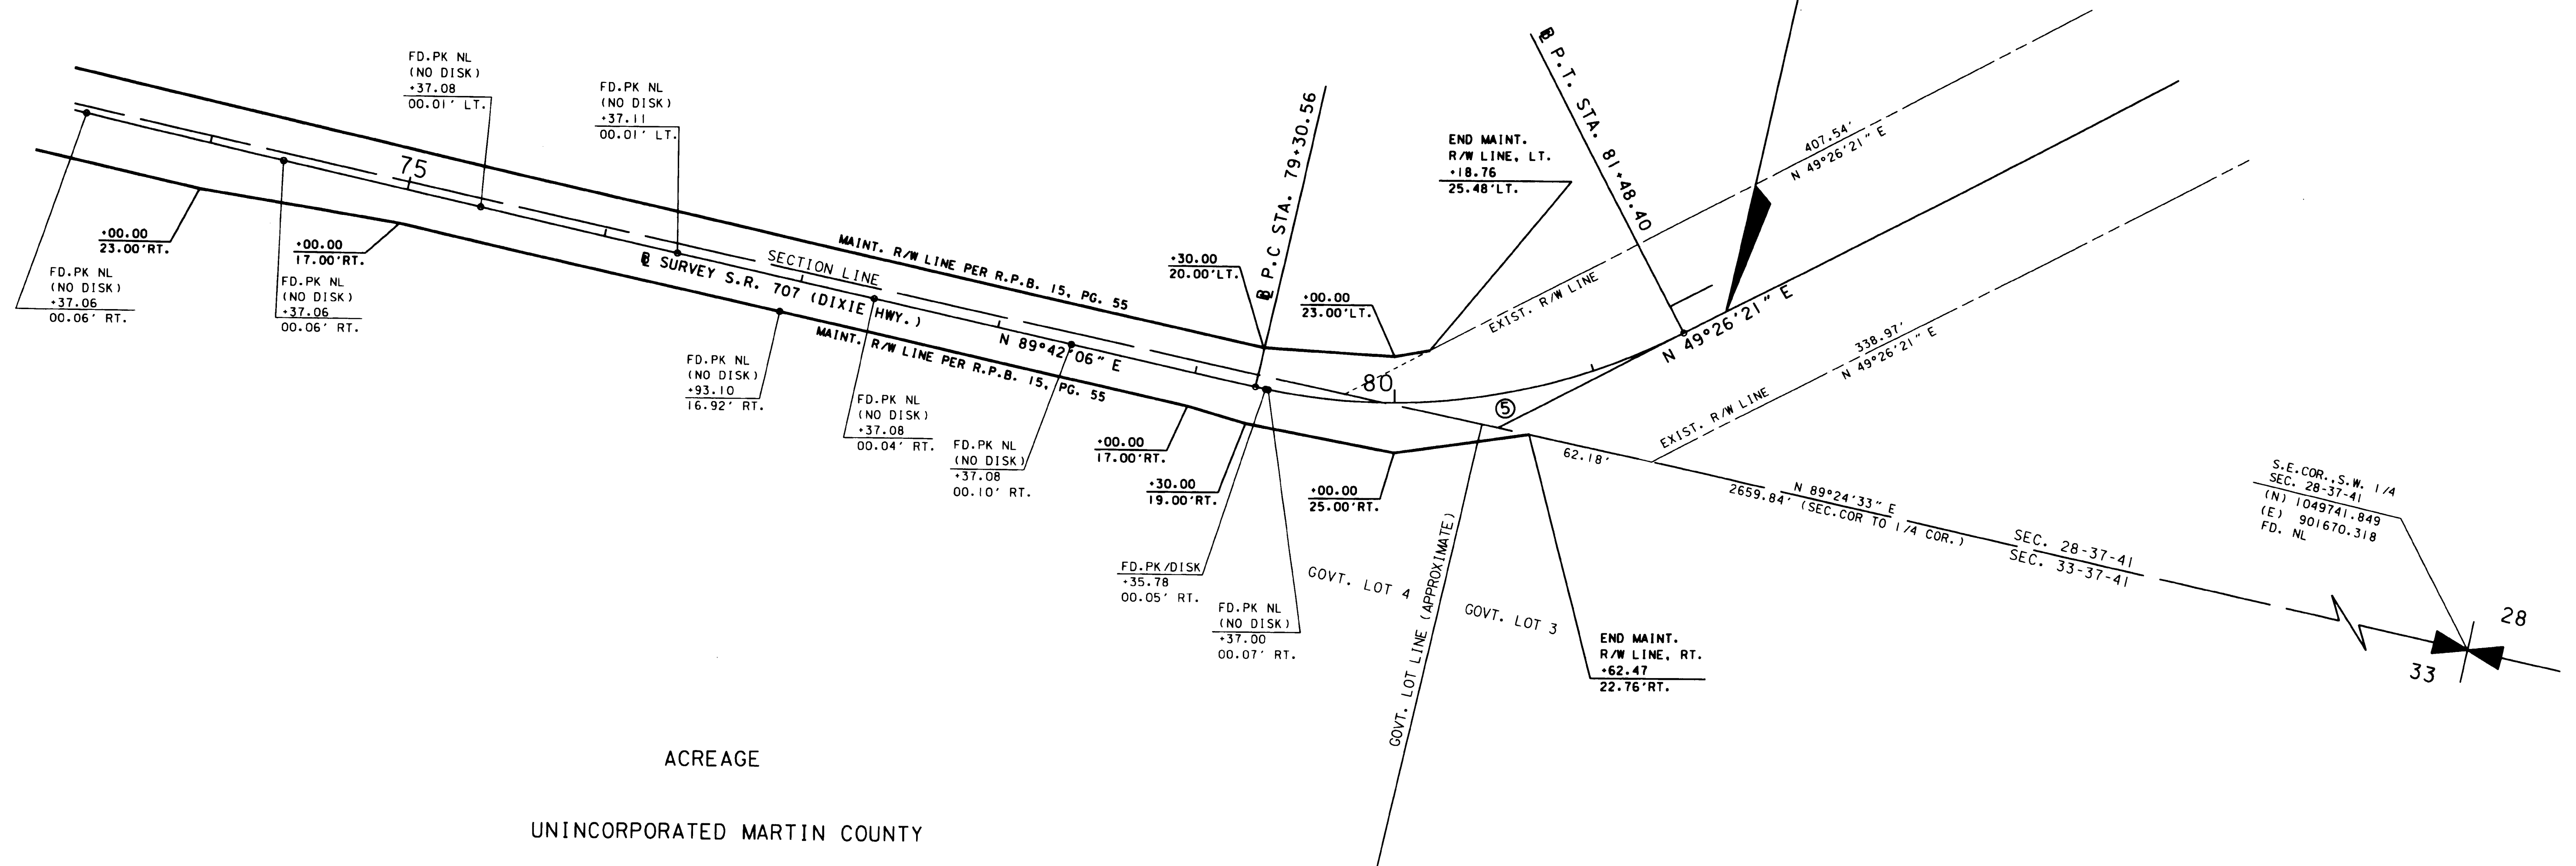 FD.PK NL
(NO DISK)
+37.08
00.01' LT.
FD.PK NL
(NO DISK)
+37.11
00.01' LT.
75
+00.00
23.00'RT.
+00.00
17.00'RT.
FD.PK NL
(NO DISK)
+37.06
00.06' RT.
FD.PK NL
(NO DISK)
+37.06
00.06' RT.
MAINT. R/W LINE PER R.P.B. 15, PG. 55
SECTION LINE
℄ SURVEY S.R. 707 (DIXIE HWY.)
N 89°42'06" E
MAINT. R/W LINE PER R.P.B. 15, PG. 55
FD.PK NL
(NO DISK)
+93.10
16.92' RT.
FD.PK NL
(NO DISK)
+37.08
00.04' RT.
FD.PK NL
(NO DISK)
+37.08
00.10' RT.
+00.00
17.00'RT.
+30.00
19.00'RT.
+30.00
20.00'LT.
P.C STA. 79+30.56
+00.00
23.00'LT.
END MAINT.
R/W LINE, LT.
+18.76
25.48'LT.
P.T. STA. 81+48.40
80
5
+00.00
25.00'RT.
FD.PK/DISK
+35.78
00.05' RT.
FD.PK NL
(NO DISK)
+37.00
00.07' RT.
EXIST. R/W LINE
407.54'
N 49°26'21" E
N 49°26'21" E
EXIST. R/W LINE
338.97'
N 49°26'21" E
62.18'
N 89°24'33" E
2659.84' (SEC.COR TO 1/4 COR.)
SEC. 28-37-41
SEC. 33-37-41
S.E.COR.,S.W. 1/4
SEC. 28-37-41
(N) 1049741.849
(E) 901670.318
FD. NL
28
33
GOVT. LOT 4
GOVT. LOT LINE (APPROXIMATE)
GOVT. LOT 3
END MAINT.
R/W LINE, RT.
+62.47
22.76'RT.
ACREAGE
UNINCORPORATED MARTIN COUNTY